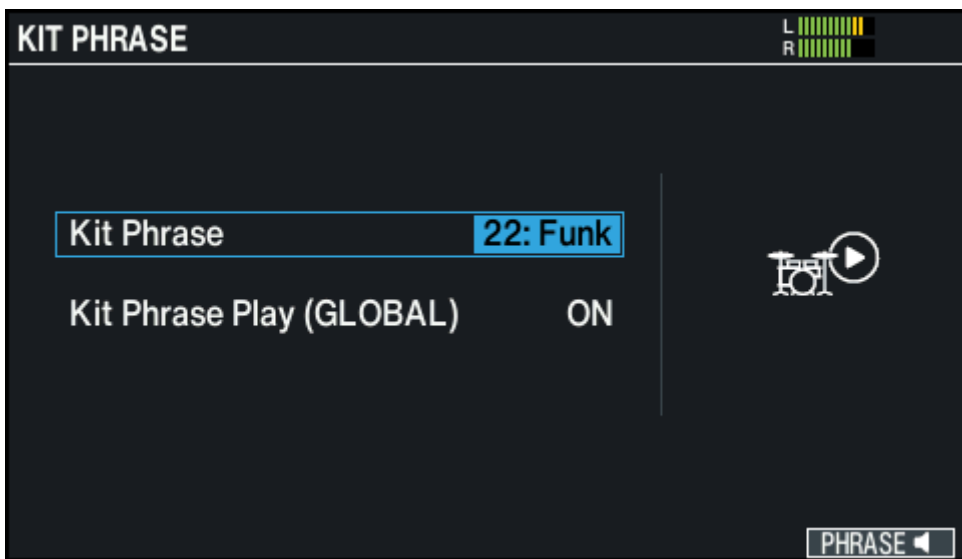 KIT PHRASE
L
R
Kit Phrase 22: Funk
Kit Phrase Play (GLOBAL) ON
PHRASE